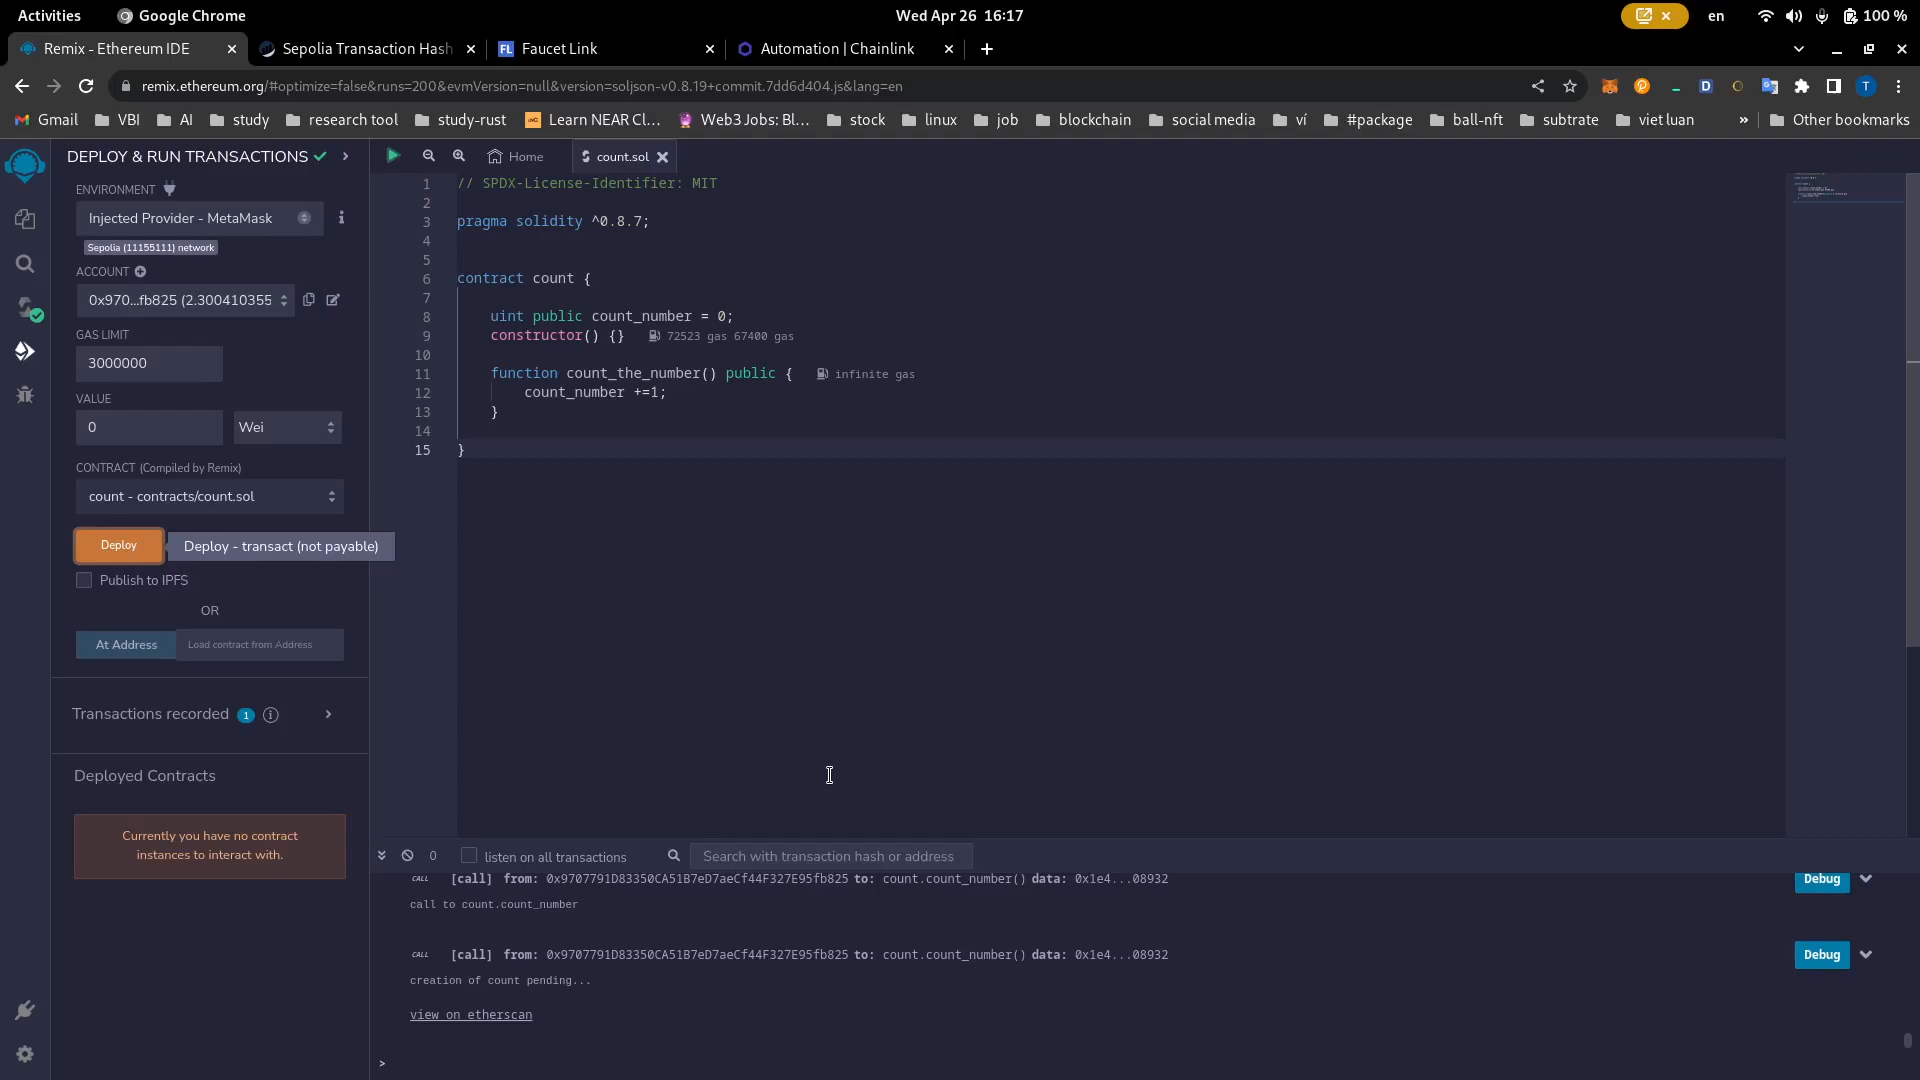 Activities
Google Chrome
Wed Apr 26 16:17
en
100 %
Remix - Ethereum IDE
Sepolia Transaction Hash
FL Faucet Link
Automation | Chainlink
remix.ethereum.org/#optimize=false&runs=200&evmVersion=null&version=soljson-v0.8.19+commit.7dd6d404.js&lang=en
T
Gmail
VBI
AI
study
research tool
study-rust
Learn NEAR Cl...
Web3 Jobs: Bl...
stock
linux
job
blockchain
social media
ví
#package
ball-nft
subtrate
viet luan
»
Other bookmarks
DEPLOY & RUN TRANSACTIONS
ENVIRONMENT
Injected Provider - MetaMask
Sepolia (11155111) network
ACCOUNT
0x970...fb825 (2.300410355
GAS LIMIT
3000000
VALUE
0
Wei
CONTRACT (Compiled by Remix)
count - contracts/count.sol
Deploy
Deploy - transact (not payable)
Publish to IPFS
OR
At Address
Load contract from Address
Transactions recorded 1
Deployed Contracts
Currently you have no contract
instances to interact with.
Home
count.sol
1 // SPDX-License-Identifier: MIT
2
3 pragma solidity ^0.8.7;
4
5
6 contract count {
7
8 uint public count_number = 0;
9 constructor() {} 72523 gas 67400 gas
10
11 function count_the_number() public { infinite gas
12 count_number +=1;
13 }
14
15 }
0
listen on all transactions
Search with transaction hash or address
CALL [call] from: 0x9707791D83350CA51B7eD7aeCf44F327E95fb825 to: count.count_number() data: 0x1e4...08932
Debug
call to count.count_number
CALL [call] from: 0x9707791D83350CA51B7eD7aeCf44F327E95fb825 to: count.count_number() data: 0x1e4...08932
Debug
creation of count pending...
view on etherscan
>